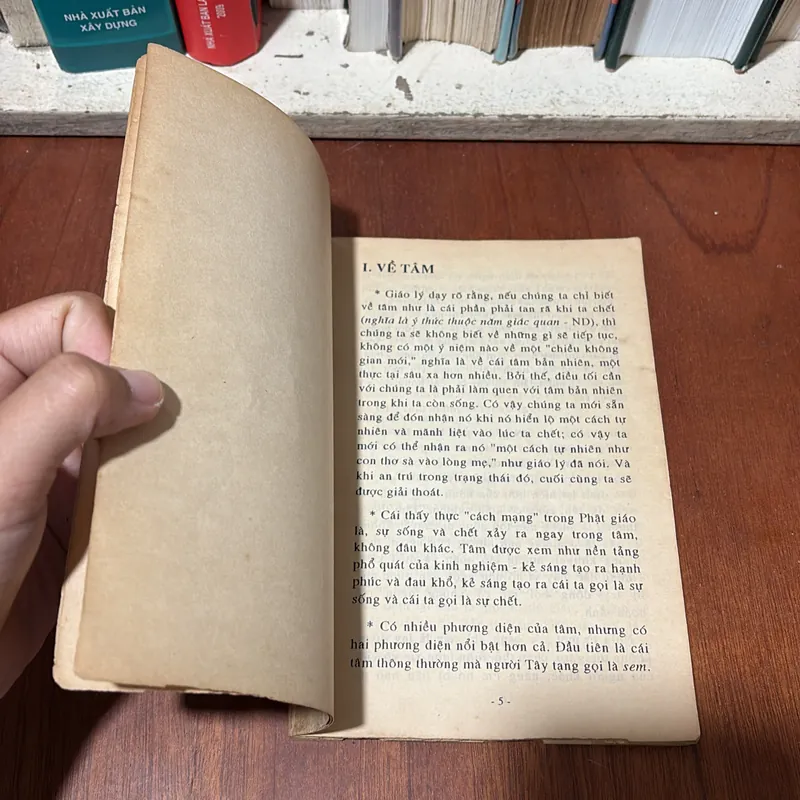 NHÀ XUẤT BẢN
XÂY DỰNG
I. VỀ TÂM
* Giáo lý dạy rõ rằng, nếu chúng ta chỉ biết
về tâm như là cái phần phải tan rã khi ta chết
(nghĩa là ý thức thuộc năm giác quan - ND), thì
chúng ta sẽ không biết về những gì sẽ tiếp tục,
không có một ý niệm nào về một "chiều không
gian mới," nghĩa là về cái tâm bản nhiên, một
thực tại sâu xa hơn nhiều. Bởi thế, điều tối cần
với chúng ta là phải làm quen với tâm bản nhiên
trong khi ta còn sống. Có vậy chúng ta mới sẵn
sàng để đón nhận nó khi nó hiển lộ một cách tự
nhiên và mãnh liệt vào lúc ta chết; có vậy ta
mới có thể nhận ra nó "một cách tự nhiên như
con thơ sà vào lòng mẹ," như giáo lý đã nói. Và
khi an trú trong trạng thái đó, cuối cùng ta sẽ
được giải thoát.
* Cái thấy thực "cách mạng" trong Phật giáo
là, sự sống và chết xảy ra ngay trong tâm,
không đâu khác. Tâm được xem như nền tảng
phổ quát của kinh nghiệm - kẻ sáng tạo ra hạnh
phúc và đau khổ, kẻ sáng tạo ra cái ta gọi là sự
sống và cái ta gọi là sự chết.
* Có nhiều phương diện của tâm, nhưng có
hai phương diện nổi bật hơn cả. Đầu tiên là cái
tâm thông thường mà người Tây tạng gọi là sem.
- 5 -